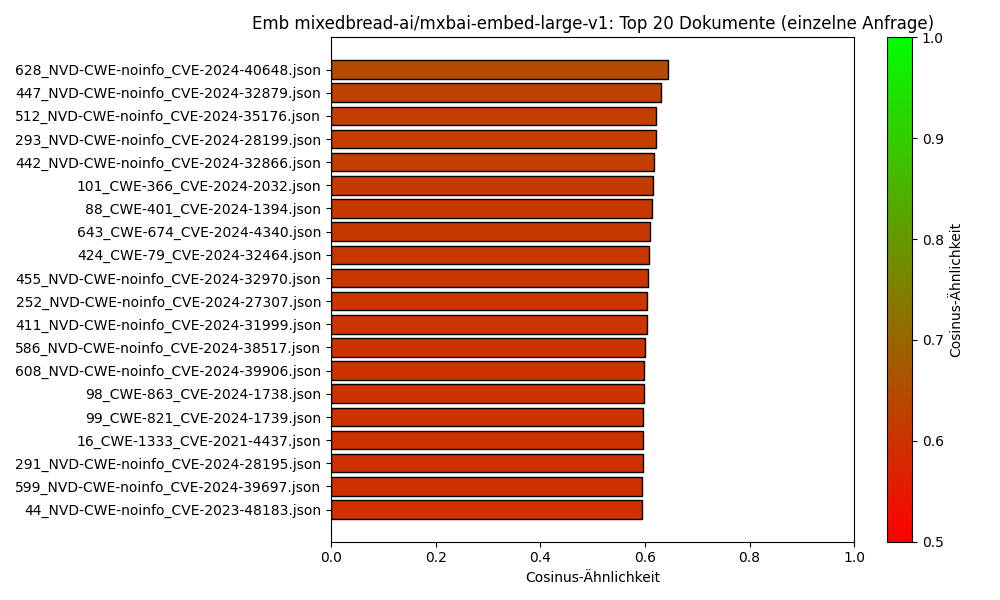 Emb mixedbread-ai/mxbai-embed-large-v1: Top 20 Dokumente (einzelne Anfrage)
628_NVD-CWE-noinfo_CVE-2024-40648.json
447_NVD-CWE-noinfo_CVE-2024-32879.json
512_NVD-CWE-noinfo_CVE-2024-35176.json
293_NVD-CWE-noinfo_CVE-2024-28199.json
442_NVD-CWE-noinfo_CVE-2024-32866.json
101_CWE-366_CVE-2024-2032.json
88_CWE-401_CVE-2024-1394.json
643_CWE-674_CVE-2024-4340.json
424_CWE-79_CVE-2024-32464.json
455_NVD-CWE-noinfo_CVE-2024-32970.json
252_NVD-CWE-noinfo_CVE-2024-27307.json
411_NVD-CWE-noinfo_CVE-2024-31999.json
586_NVD-CWE-noinfo_CVE-2024-38517.json
608_NVD-CWE-noinfo_CVE-2024-39906.json
98_CWE-863_CVE-2024-1738.json
99_CWE-821_CVE-2024-1739.json
16_CWE-1333_CVE-2021-4437.json
291_NVD-CWE-noinfo_CVE-2024-28195.json
599_NVD-CWE-noinfo_CVE-2024-39697.json
44_NVD-CWE-noinfo_CVE-2023-48183.json
0.0 0.2 0.4 0.6 0.8 1.0
Cosinus-Ähnlichkeit
1.0
0.9
0.8
0.7
0.6
0.5
Cosinus-Ähnlichkeit